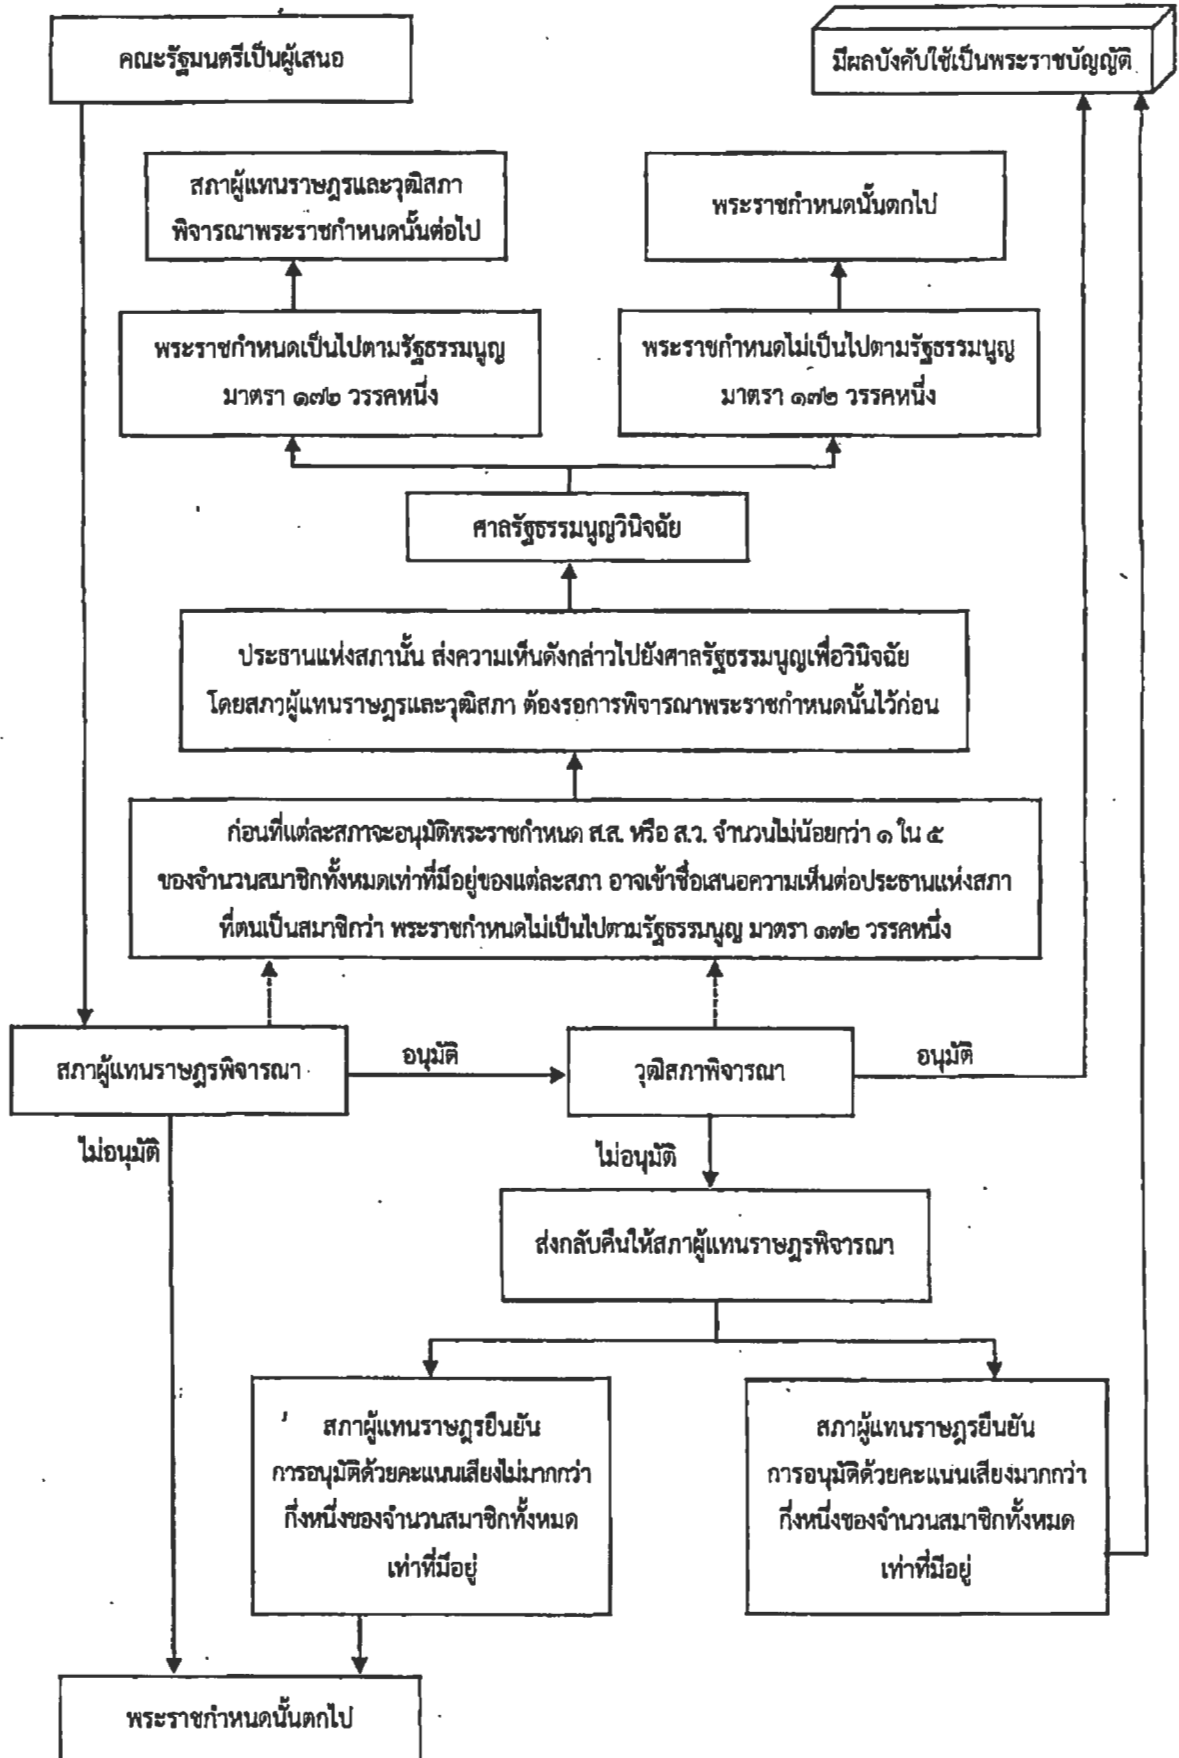 คณะรัฐมนตรีเป็นผู้เสนอ
มีผลบังคับใช้เป็นพระราชบัญญัติ
สภาผู้แทนราษฎรและวุฒิสภา
พิจารณาพระราชกำหนดนั้นต่อไป
พระราชกำหนดนั้นตกไป
พระราชกำหนดเป็นไปตามรัฐธรรมนูญ
มาตรา ๑๗๒ วรรคหนึ่ง
พระราชกำหนดไม่เป็นไปตามรัฐธรรมนูญ
มาตรา ๑๗๒ วรรคหนึ่ง
ศาลรัฐธรรมนูญวินิจฉัย
ประธานแห่งสภานั้น ส่งความเห็นดังกล่าวไปยังศาลรัฐธรรมนูญเพื่อวินิจฉัย
โดยสภาผู้แทนราษฎรและวุฒิสภา ต้องรอการพิจารณาพระราชกำหนดนั้นไว้ก่อน
ก่อนที่แต่ละสภาจะอนุมัติพระราชกำหนด ส.ส. หรือ ส.ว. จำนวนไม่น้อยกว่า ๑ ใน ๕
ของจำนวนสมาชิกทั้งหมดเท่าที่มีอยู่ของแต่ละสภา อาจเข้าชื่อเสนอความเห็นต่อประธานแห่งสภา
ที่ตนเป็นสมาชิกว่า พระราชกำหนดไม่เป็นไปตามรัฐธรรมนูญ มาตรา ๑๗๒ วรรคหนึ่ง
สภาผู้แทนราษฎรพิจารณา
อนุมัติ
วุฒิสภาพิจารณา
อนุมัติ
ไม่อนุมัติ
ไม่อนุมัติ
ส่งกลับคืนให้สภาผู้แทนราษฎรพิจารณา
สภาผู้แทนราษฎรยืนยัน
การอนุมัติด้วยคะแนนเสียงไม่มากกว่า
กึ่งหนึ่งของจำนวนสมาชิกทั้งหมด
เท่าที่มีอยู่
สภาผู้แทนราษฎรยืนยัน
การอนุมัติด้วยคะแนนเสียงมากกว่า
กึ่งหนึ่งของจำนวนสมาชิกทั้งหมด
เท่าที่มีอยู่
พระราชกำหนดนั้นตกไป